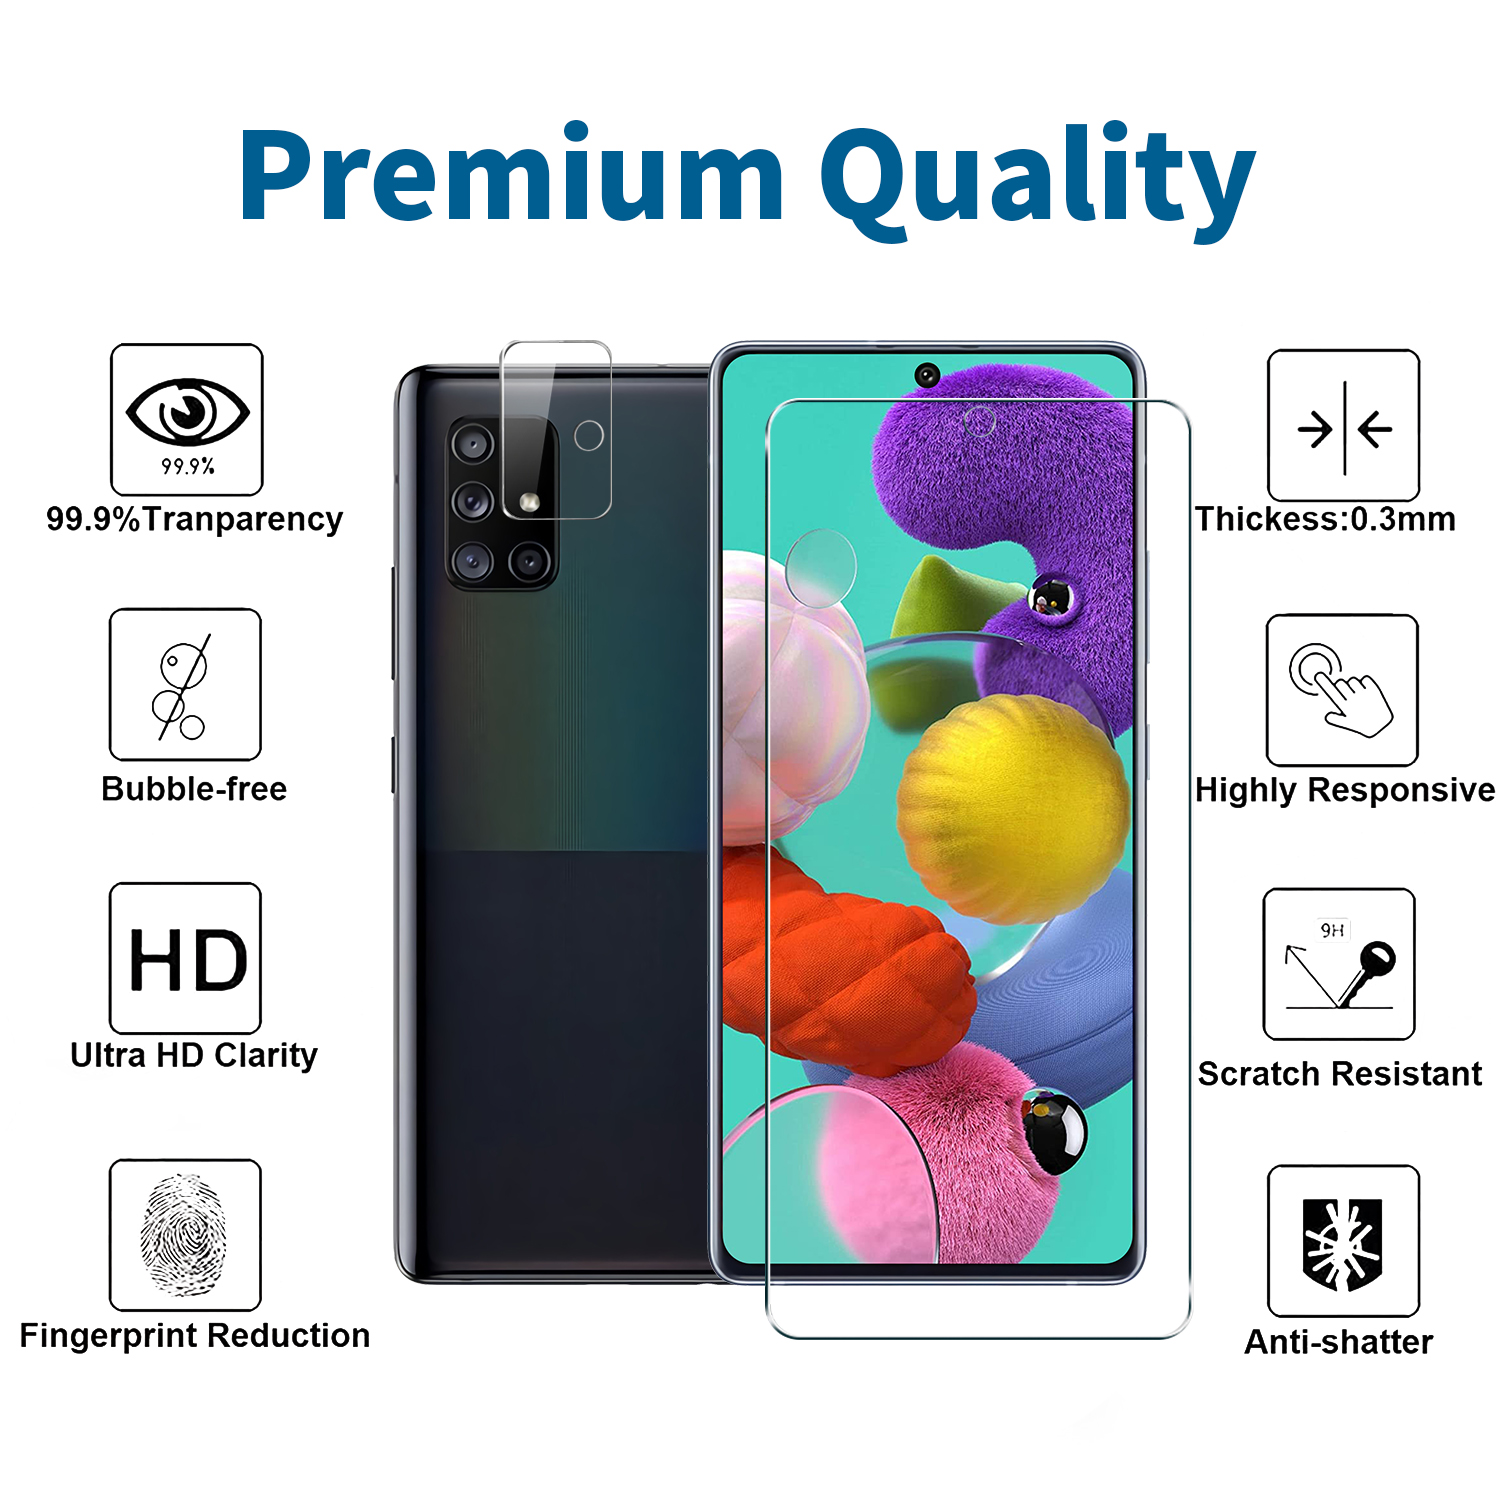 Premium Quality
99.9%
99.9%Tranparency
Thickess:0.3mm
Bubble-free
Highly Responsive
HD
Ultra HD Clarity
9H
Scratch Resistant
Fingerprint Reduction
Anti-shatter